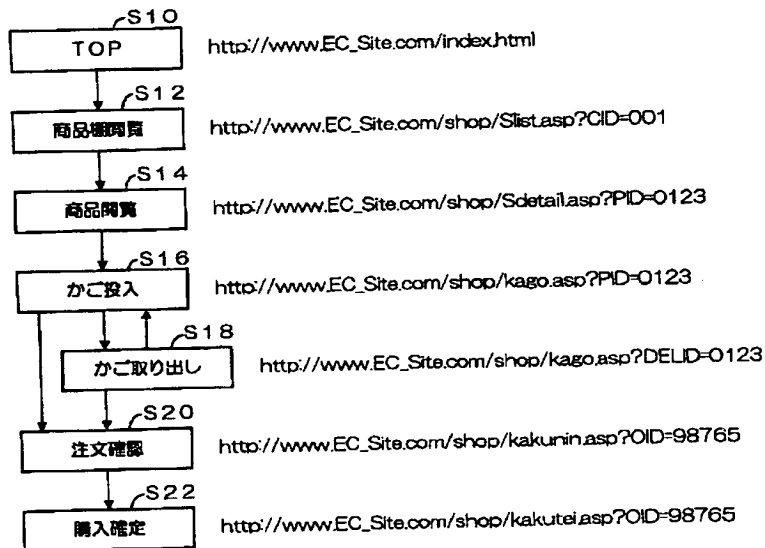 S10
TOP http://www.EC_Site.com/index.html
S12
商品棚閲覧 http://www.EC_Site.com/shop/Slist.asp?CID=001
S14
商品閲覧 http://www.EC_Site.com/shop/Sdetail.asp?PID=0123
S16
かご投入 http://www.EC_Site.com/shop/kago.asp?PID=0123
S18
かご取り出し http://www.EC_Site.com/shop/kago.asp?DELID=0123
S20
注文確認 http://www.EC_Site.com/shop/kakunin.asp?OID=98765
S22
購入確定 http://www.EC_Site.com/shop/kakutei.asp?OID=98765